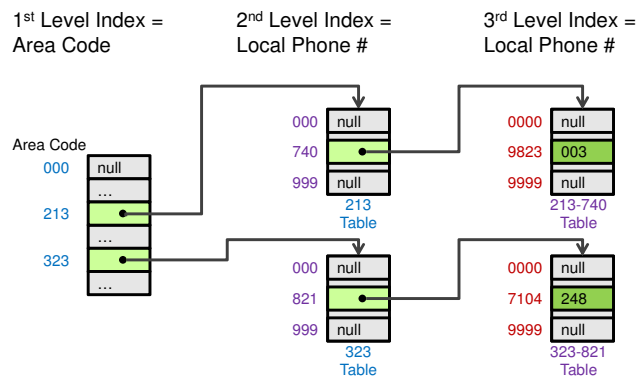 1st Level Index =
Area Code
2nd Level Index =
Local Phone #
3rd Level Index =
Local Phone #
Area Code
000 null
…
213
…
323
…
000 null
740
999 null
213
Table
0000 null
9823 003
9999 null
213-740
Table
000 null
821
999 null
323
Table
0000 null
7104 248
9999 null
323-821
Table